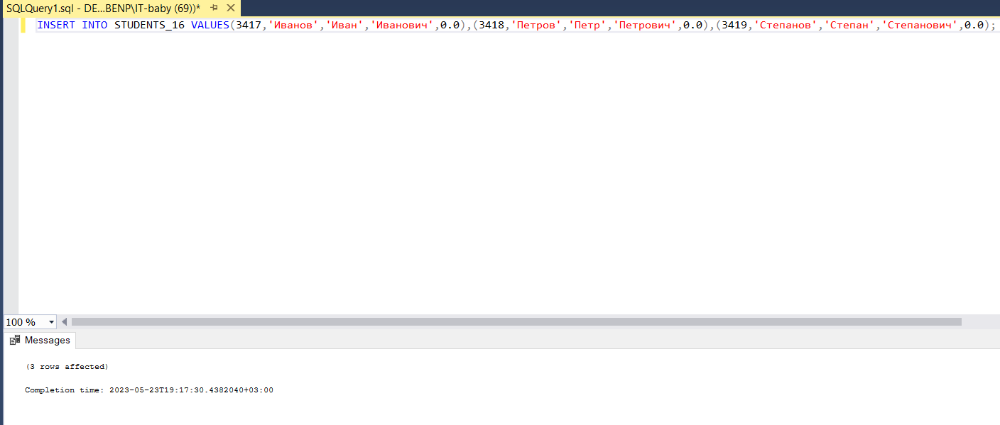 SQLQuery1.sql - DE...BENP\IT-baby (69))*
INSERT INTO STUDENTS_16 VALUES(3417,'Иванов','Иван','Иванович',0.0),(3418,'Петров','Петр','Петрович',0.0),(3419,'Степанов','Степан','Степанович',0.0);
100 %
Messages
(3 rows affected)
Completion time: 2023-05-23T19:17:30.4382040+03:00